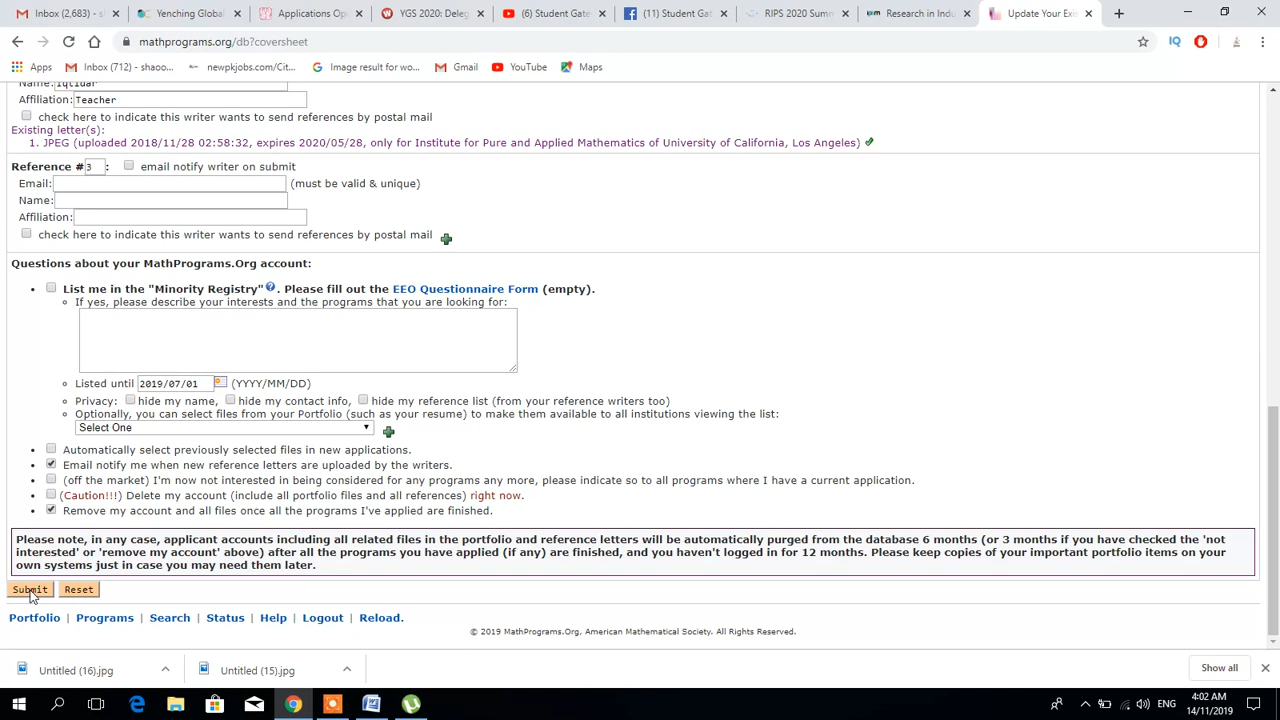 Inbox (2,683) - s
Yenching Global
Applications Op
YGS 2020: Deleg
(6) Student Gate
(11) Student Gat
RIPS 2020 Summ
Research in Indu
Update Your Exis
mathprograms.org/db?coversheet
IQ
Apps
Inbox (712) - shaoo...
newpkjobs.com/Cit...
Image result for wo...
Gmail
YouTube
Maps
Name: Iqtidar
Affiliation: Teacher
check here to indicate this writer wants to send references by postal mail
Existing letter(s):
1. JPEG (uploaded 2018/11/28 02:58:32, expires 2020/05/28, only for Institute for Pure and Applied Mathematics of University of California, Los Angeles)
Reference # 3 : email notify writer on submit
Email: (must be valid & unique)
Name:
Affiliation:
check here to indicate this writer wants to send references by postal mail
Questions about your MathPrograms.Org account:
List me in the "Minority Registry"?. Please fill out the EEO Questionnaire Form (empty).
If yes, please describe your interests and the programs that you are looking for:
Listed until 2019/07/01 (YYYY/MM/DD)
Privacy: hide my name, hide my contact info, hide my reference list (from your reference writers too)
Optionally, you can select files from your Portfolio (such as your resume) to make them available to all institutions viewing the list:
Select One
Automatically select previously selected files in new applications.
Email notify me when new reference letters are uploaded by the writers.
(off the market) I'm now not interested in being considered for any programs any more, please indicate so to all programs where I have a current application.
(Caution!!!) Delete my account (include all portfolio files and all references) right now.
Remove my account and all files once all the programs I've applied are finished.
Please note, in any case, applicant accounts including all related files in the portfolio and reference letters will be automatically purged from the database 6 months (or 3 months if you have checked the 'not
interested' or 'remove my account' above) after all the programs you have applied (if any) are finished, and you haven't logged in for 12 months. Please keep copies of your important portfolio items on your
own systems just in case you may need them later.
Submit Reset
Portfolio | Programs | Search | Status | Help | Logout | Reload.
© 2019 MathPrograms.Org, American Mathematical Society. All Rights Reserved.
Untitled (16).jpg
Untitled (15).jpg
Show all
ENG
4:02 AM
14/11/2019